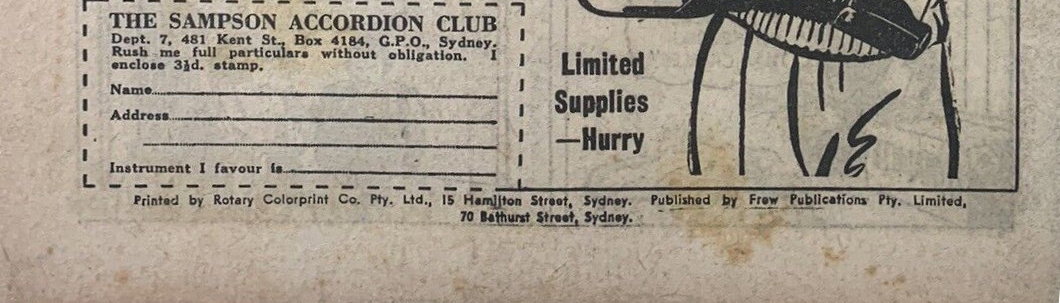 THE SAMPSON ACCORDION CLUB
Dept. 7, 481 Kent St., Box 4184, G.P.O., Sydney.
Rush me full particulars without obligation. I
enclose 3½d. stamp.
Name
Address
Instrument I favour is
Limited
Supplies
—Hurry
Printed by Rotary Colorprint Co. Pty. Ltd., 15 Hamilton Street, Sydney. Published by Frew Publications Pty. Limited,
70 Bathurst Street, Sydney.